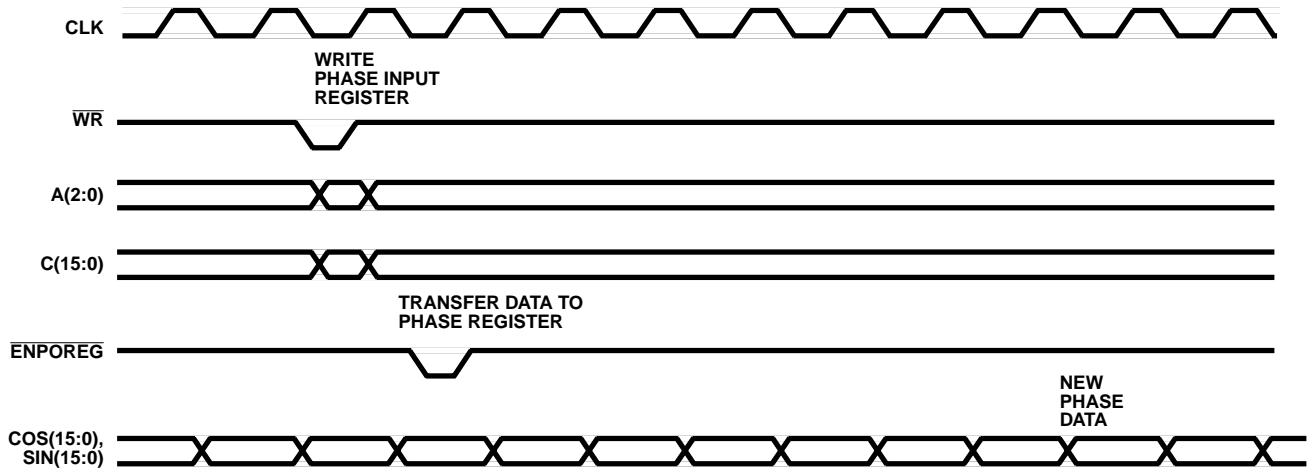 CLK
WRITE
PHASE INPUT
REGISTER
WR
A(2:0)
C(15:0)
TRANSFER DATA TO
PHASE REGISTER
ENPOREG
NEW
PHASE
DATA
COS(15:0),
SIN(15:0)